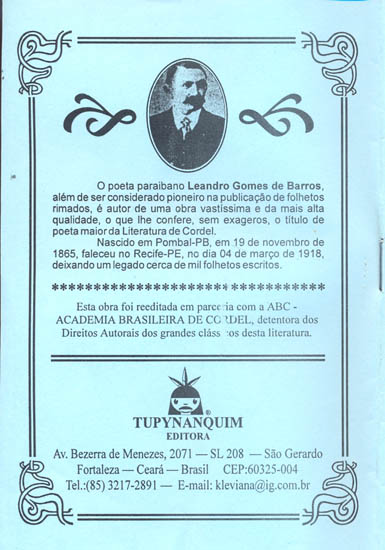 O poeta paraibano Leandro Gomes de Barros,
além de ser considerado pioneiro na publicação de folhetos
rimados, é autor de uma obra vastíssima e da mais alta
qualidade, o que lhe confere, sem exageros, o titulo de
poeta maior da Literatura de Cordel.
Nascido em Pombal-PB, em 19 de novembro de
1865, faleceu no Recife-PE, no dia 04 de março de 1918,
deixando um legado cerca de mil folhetos escritos.
**************************
Esta obra foi reeditada em parceria com a ABC -
ACADEMIA BRASILEIRA DE CORDEL, detentora dos
Direitos Autorais dos grandes clássicos desta literatura.
®
TUPYNANQUIM
EDITORA
Av. Bezerra de Menezes, 2071 — SL 208 — São Gerardo
Fortaleza — Ceará — Brasil CEP:60325-004
Tel.:(85) 3217-2891 — E-mail: kleviana@ig.com.br